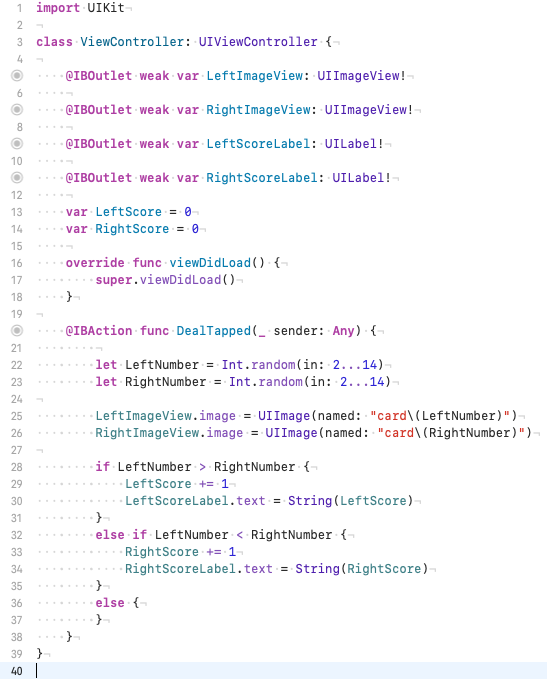 1 import UIKit
2
3 class ViewController: UIViewController {
4
    @IBOutlet weak var LeftImageView: UIImageView!
6
    @IBOutlet weak var RightImageView: UIImageView!
8
    @IBOutlet weak var LeftScoreLabel: UILabel!
10
    @IBOutlet weak var RightScoreLabel: UILabel!
12
13     var LeftScore = 0
14     var RightScore = 0
15
16     override func viewDidLoad() {
17         super.viewDidLoad()
18     }
19
    @IBAction func DealTapped(_ sender: Any) {
21
22         let LeftNumber = Int.random(in: 2...14)
23         let RightNumber = Int.random(in: 2...14)
24
25         LeftImageView.image = UIImage(named: "card\(LeftNumber)")
26         RightImageView.image = UIImage(named: "card\(RightNumber)")
27
28         if LeftNumber > RightNumber {
29             LeftScore += 1
30             LeftScoreLabel.text = String(LeftScore)
31         }
32         else if LeftNumber < RightNumber {
33             RightScore += 1
34             RightScoreLabel.text = String(RightScore)
35         }
36         else {
37         }
38     }
39 }
40